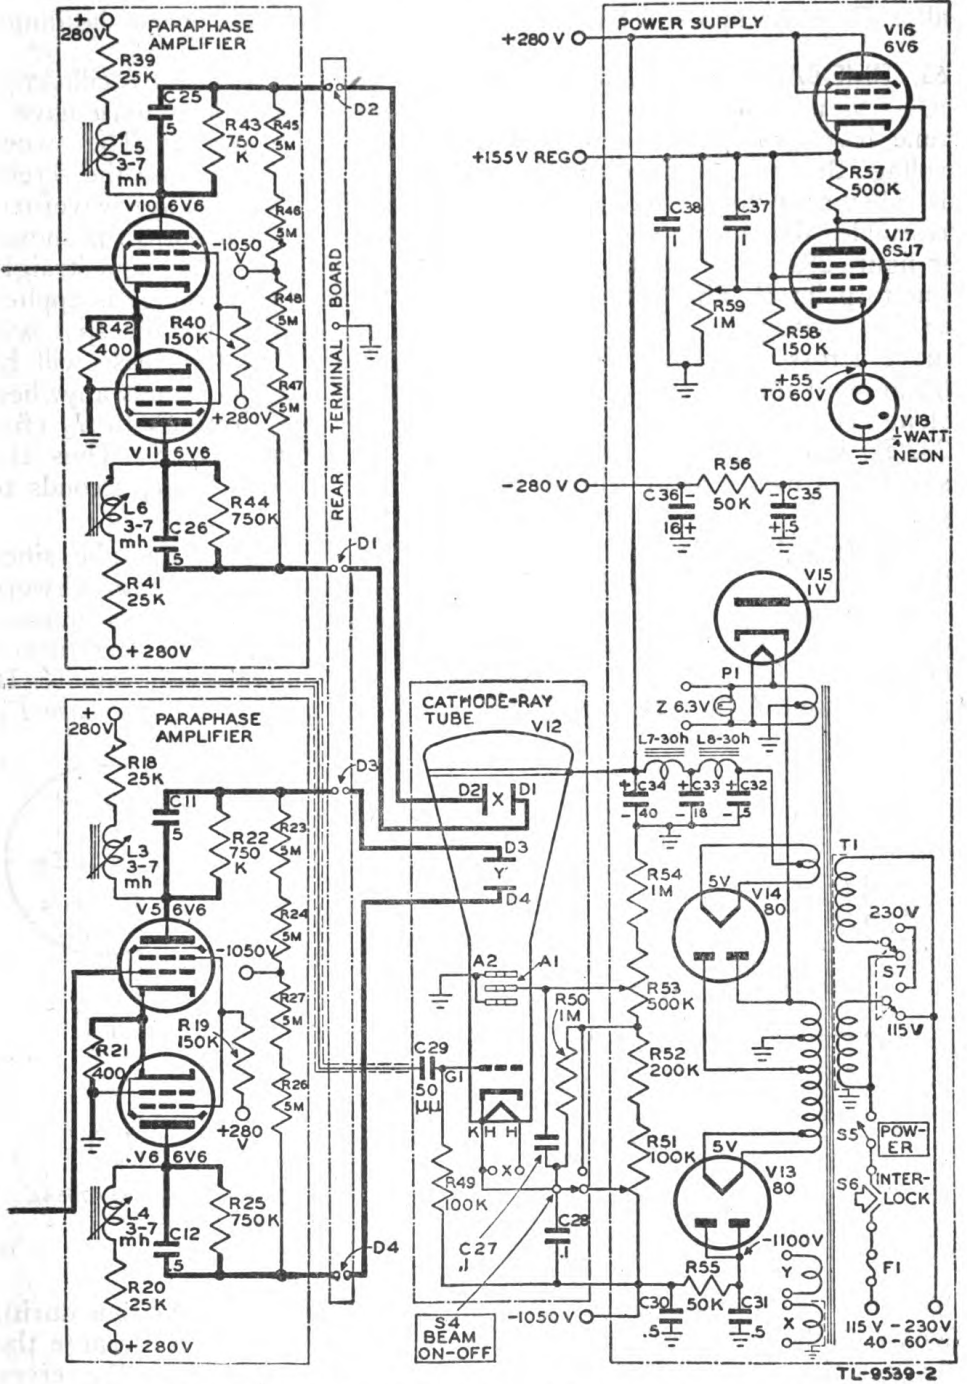 +
280V
PARAPHASE
AMPLIFIER
R39
25K
C25
.5
L5
3-7
mh
R43
750
K
R45
5M
D2
V10 6V6
R46
5M
-1050
V
R42
400
R40
150K
R48
5M
+280V
R47
5M
V11 6V6
L6
3-7
mh
C26
.5
R44
750K
D1
R41
25K
+280V
REAR TERMINAL BOARD
+
280V
PARAPHASE
AMPLIFIER
R18
25K
C11
.5
L3
3-7
mh
R22
750
K
R23
5M
D3
V5 6V6
R24
5M
-1050V
R21
400
R19
150K
R27
5M
+280
V
R26
5M
V6 6V6
L4
3-7
mh
C12
.5
R25
750K
D4
R20
25K
+280V
CATHODE-RAY
TUBE
V12
D2
X
D1
D3
Y
D4
A2
A1
R50
1M
C29
50
μμ
G1
K H H
X
R49
100K
C27
.1
C28
.1
S4
BEAM
ON-OFF
POWER SUPPLY
+280 V
V16
6V6
+155V REG
R57
500K
C38
1
C37
1
V17
6SJ7
R59
1M
R58
150K
+55
TO 60V
V18
1/4 WATT
NEON
-280 V
R56
50K
C36
-
16+
C35
-
+.5
V15
1V
P1
Z 6.3V
L7-30h
L8-30h
+
C34
- 40
+
C33
- 18
+
C32
- .5
R54
1M
5V
V14
80
T1
230V
S7
115V
R53
500K
R52
200K
R51
100K
5V
V13
80
S5
POW-
ER
S6
INTER-
LOCK
-1100V
R55
50K
Y
X
F1
C30
.5
C31
.5
-1050 V
115 V -230V
40 -60~
TL-9539-2